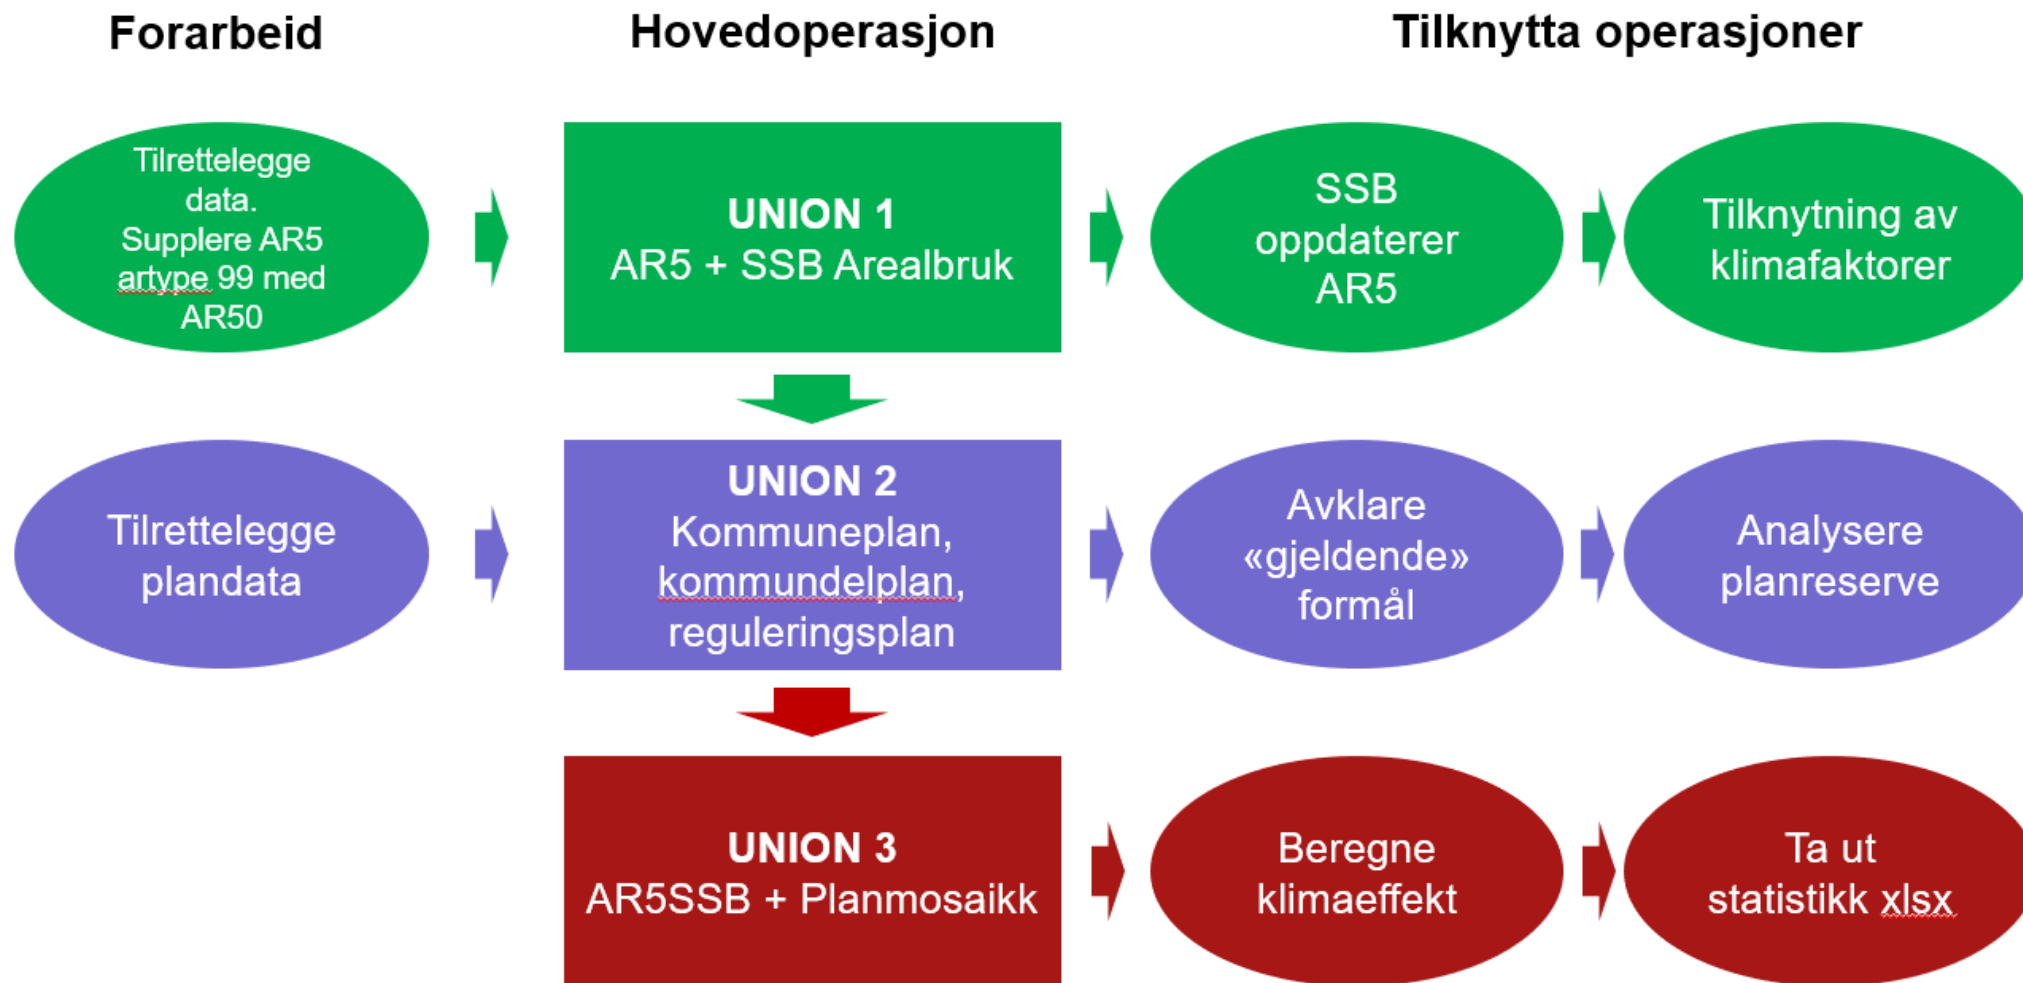 Forarbeid
Hovedoperasjon
Tilknytta operasjoner
Tilrettelegge
data.
Supplere AR5
artype 99 med
AR50
UNION 1
AR5 + SSB Arealbruk
SSB
oppdaterer
AR5
Tilknytning av
klimafaktorer
Tilrettelegge
plandata
UNION 2
Kommuneplan,
kommundelplan,
reguleringsplan
Avklare
«gjeldende»
formål
Analysere
planreserve
UNION 3
AR5SSB + Planmosaikk
Beregne
klimaeffekt
Ta ut
statistikk xlsx